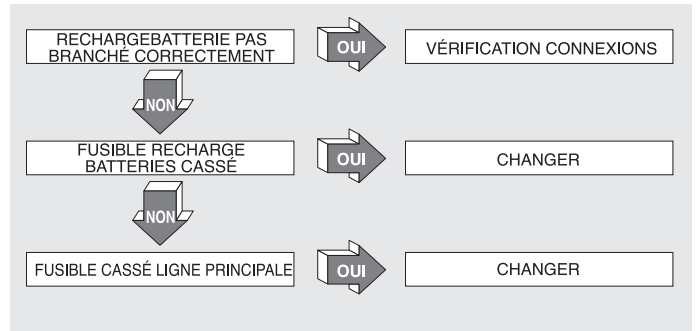 RECHARGEBATTERIE PAS
BRANCHÉ CORRECTEMENT
OUI
VÉRIFICATION CONNEXIONS
NON
FUSIBLE RECHARGE
BATTERIES CASSÉ
OUI
CHANGER
NON
FUSIBLE CASSÉ LIGNE PRINCIPALE
OUI
CHANGER